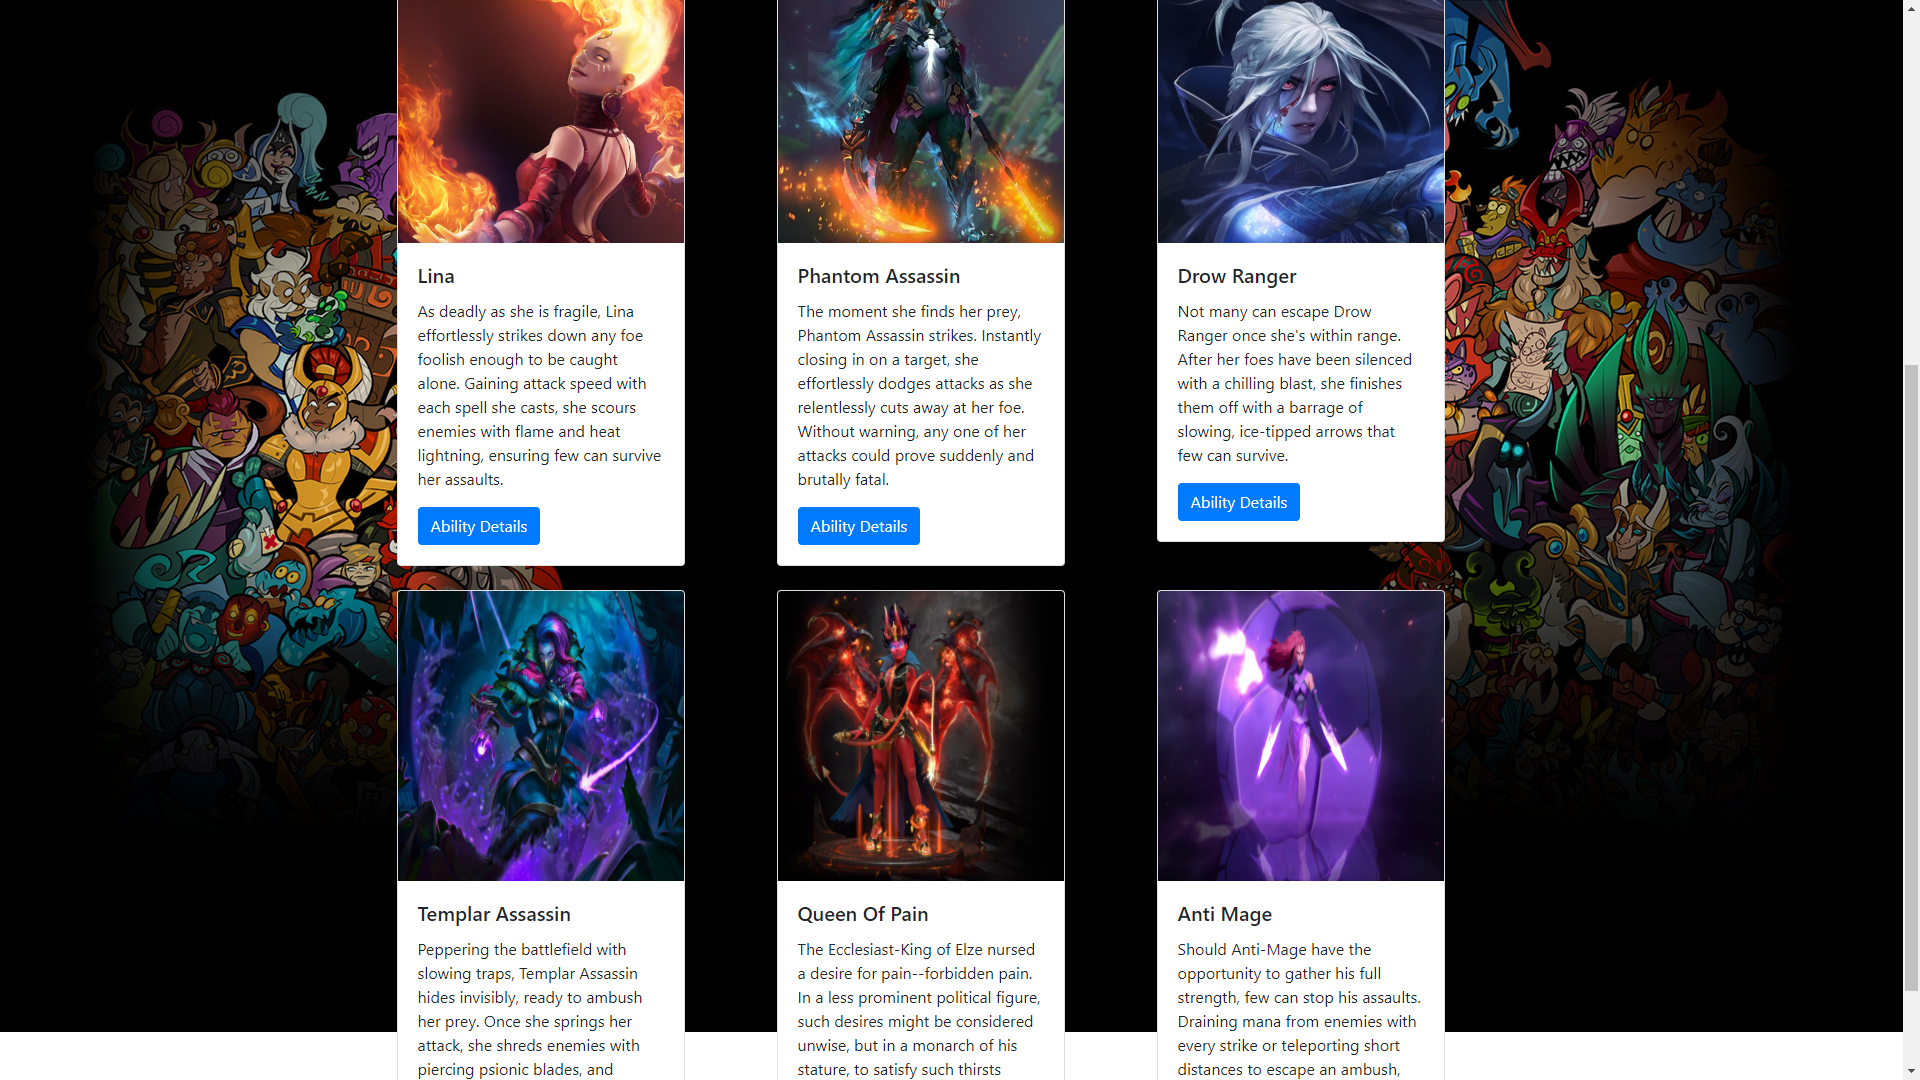 Lina
As deadly as she is fragile, Lina
effortlessly strikes down any foe
foolish enough to be caught
alone. Gaining attack speed with
each spell she casts, she scours
enemies with flame and heat
lightning, ensuring few can survive
her assaults.
Ability Details
Phantom Assassin
The moment she finds her prey,
Phantom Assassin strikes. Instantly
closing in on a target, she
effortlessly dodges attacks as she
relentlessly cuts away at her foe.
Without warning, any one of her
attacks could prove suddenly and
brutally fatal.
Ability Details
Drow Ranger
Not many can escape Drow
Ranger once she's within range.
After her foes have been silenced
with a chilling blast, she finishes
them off with a barrage of
slowing, ice-tipped arrows that
few can survive.
Ability Details
Templar Assassin
Peppering the battlefield with
slowing traps, Templar Assassin
hides invisibly, ready to ambush
her prey. Once she springs her
attack, she shreds enemies with
piercing psionic blades, and
Queen Of Pain
The Ecclesiast-King of Elze nursed
a desire for pain--forbidden pain.
In a less prominent political figure,
such desires might be considered
unwise, but in a monarch of his
stature, to satisfy such thirsts
Anti Mage
Should Anti-Mage have the
opportunity to gather his full
strength, few can stop his assaults.
Draining mana from enemies with
every strike or teleporting short
distances to escape an ambush,